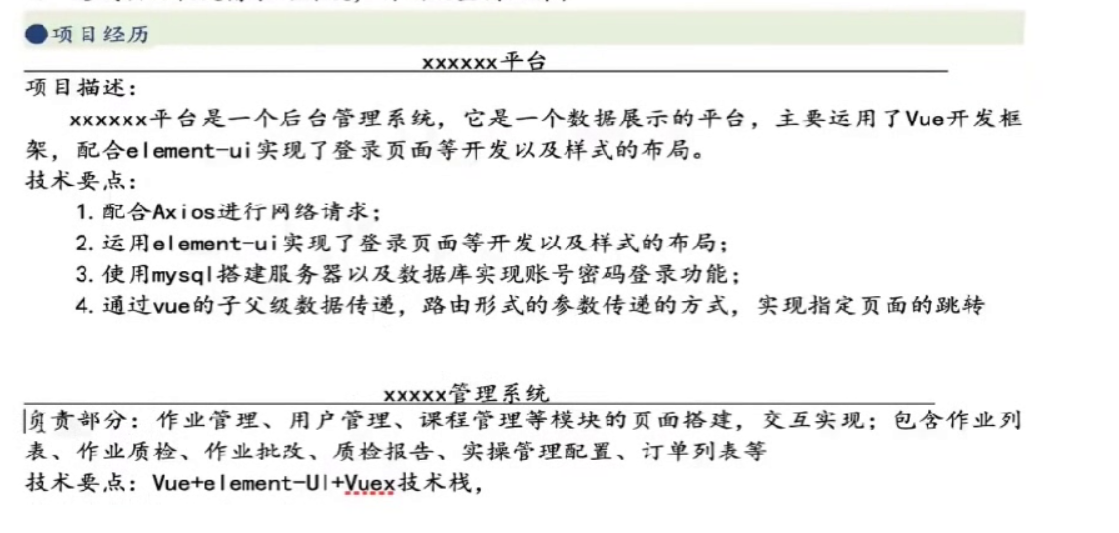 ●项目经历
xxxxxx平台
项目描述：
xxxxxx平台是一个后台管理系统，它是一个数据展示的平台，主要运用了Vue开发框
架，配合element-ui实现了登录页面等开发以及样式的布局。
技术要点：
1. 配合Axios进行网络请求；
2. 运用element-ui实现了登录页面等开发以及样式的布局；
3. 使用mysql搭建服务器以及数据库实现账号密码登录功能；
4. 通过vue的子父级数据传递，路由形式的参数传递的方式，实现指定页面的跳转
xxxxx管理系统
负责部分：作业管理、用户管理、课程管理等模块的页面搭建，交互实现；包含作业列
表、作业质检、作业批改、质检报告、实操管理配置、订单列表等
技术要点：Vue+element-UI+Vuex技术栈，